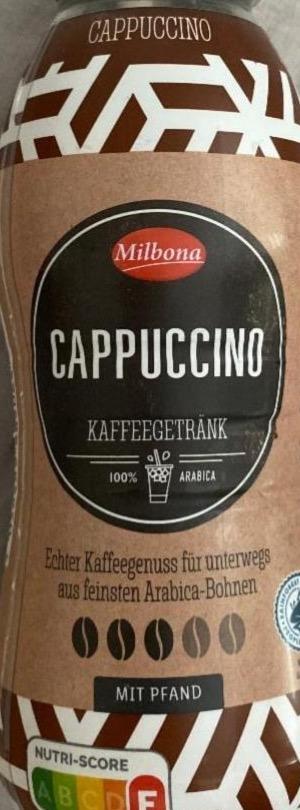 CAPPUCCINO
Milbona
CAPPUCCINO
KAFFEEGETRÄNK
100% ARABICA
Echter Kaffeegenuss für unterwegs
aus feinsten Arabica-Bohnen
MIT PFAND
NUTRI-SCORE
A B C D E